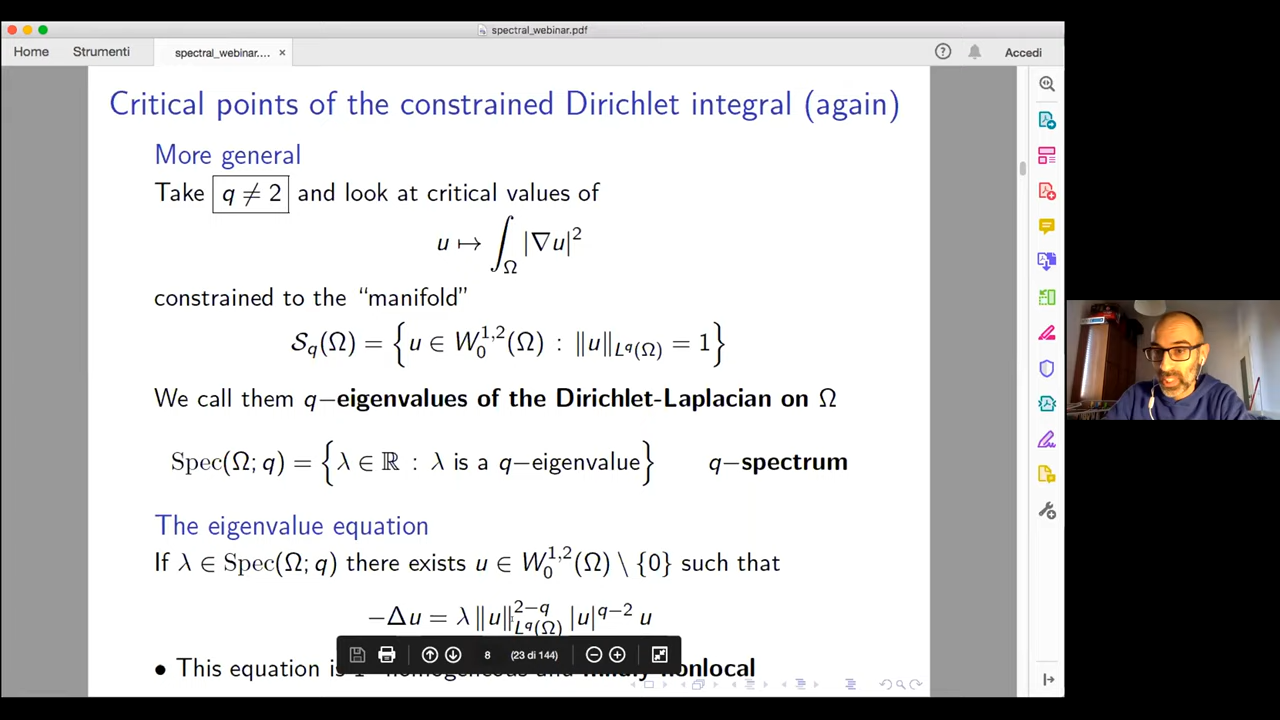 spectral_webinar.pdf
Home Strumenti spectral_webinar.... × Accedi
Critical points of the constrained Dirichlet integral (again)
More general
Take q ≠ 2 and look at critical values of
u ↦ ∫_Ω |∇u|²
constrained to the “manifold”
𝒮_q(Ω) = {u ∈ W_0^{1,2}(Ω) : ‖u‖_{L^q(Ω)} = 1}
We call them q−eigenvalues of the Dirichlet-Laplacian on Ω
Spec(Ω; q) = {λ ∈ ℝ : λ is a q−eigenvalue} q−spectrum
The eigenvalue equation
If λ ∈ Spec(Ω; q) there exists u ∈ W_0^{1,2}(Ω) \ {0} such that
−Δu = λ ‖u‖_{L^q(Ω)}^{2−q} |u|^{q−2} u
8 (23 di 144)
• This equation is homogeneous and mildly nonlocal